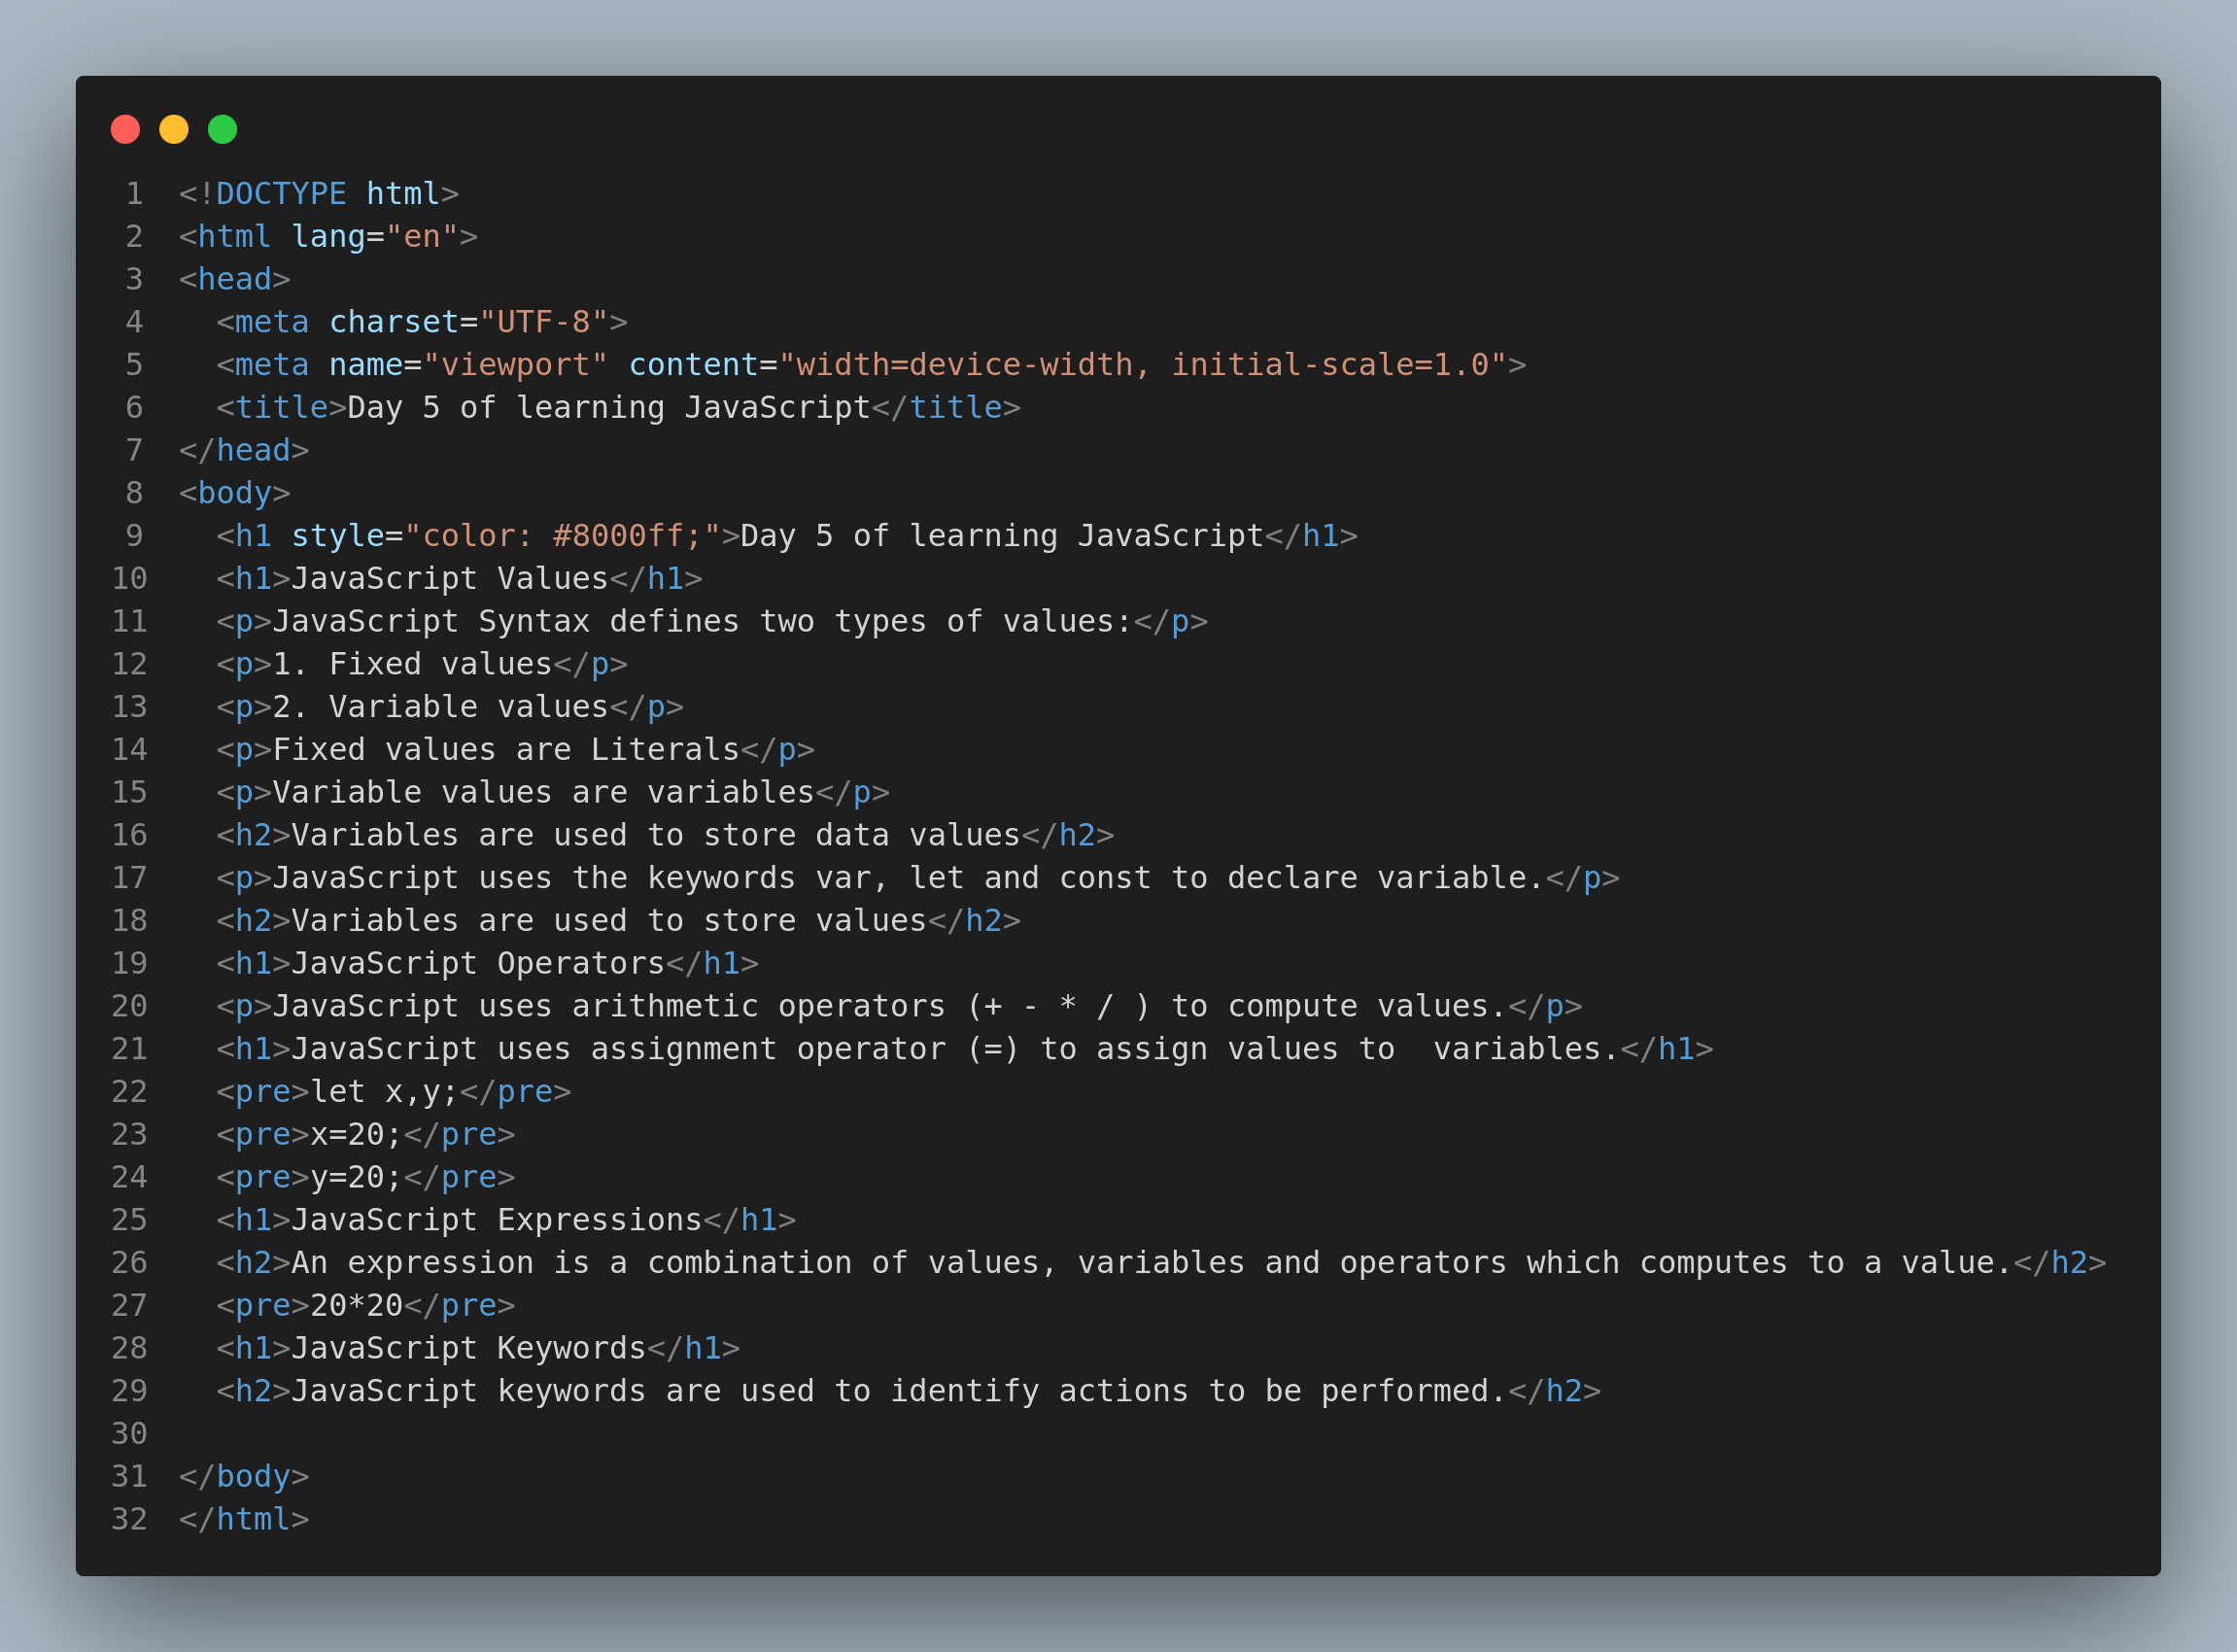 1 <!DOCTYPE html>
2 <html lang="en">
3 <head>
4   <meta charset="UTF-8">
5   <meta name="viewport" content="width=device-width, initial-scale=1.0">
6   <title>Day 5 of learning JavaScript</title>
7 </head>
8 <body>
9   <h1 style="color: #8000ff;">Day 5 of learning JavaScript</h1>
10   <h1>JavaScript Values</h1>
11   <p>JavaScript Syntax defines two types of values:</p>
12   <p>1. Fixed values</p>
13   <p>2. Variable values</p>
14   <p>Fixed values are Literals</p>
15   <p>Variable values are variables</p>
16   <h2>Variables are used to store data values</h2>
17   <p>JavaScript uses the keywords var, let and const to declare variable.</p>
18   <h2>Variables are used to store values</h2>
19   <h1>JavaScript Operators</h1>
20   <p>JavaScript uses arithmetic operators (+ - * / ) to compute values.</p>
21   <h1>JavaScript uses assignment operator (=) to assign values to  variables.</h1>
22   <pre>let x,y;</pre>
23   <pre>x=20;</pre>
24   <pre>y=20;</pre>
25   <h1>JavaScript Expressions</h1>
26   <h2>An expression is a combination of values, variables and operators which computes to a value.</h2>
27   <pre>20*20</pre>
28   <h1>JavaScript Keywords</h1>
29   <h2>JavaScript keywords are used to identify actions to be performed.</h2>
30
31 </body>
32 </html>